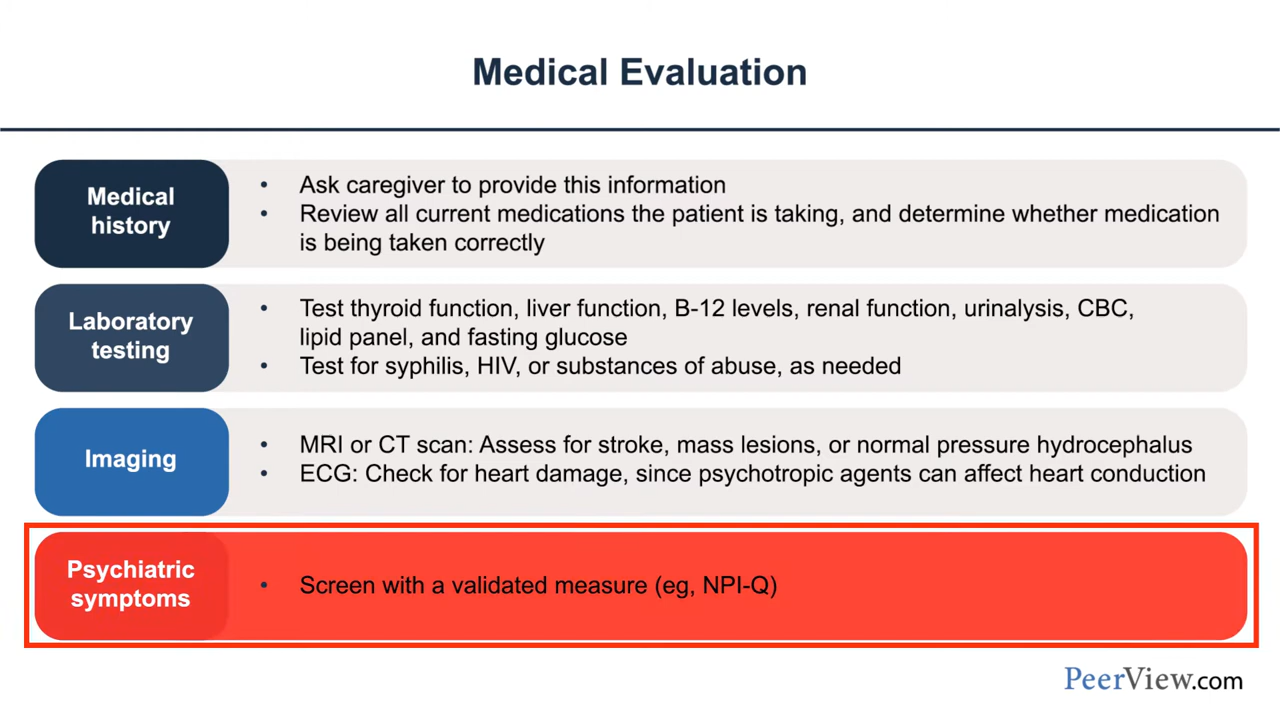 Medical Evaluation
Medical
history
• Ask caregiver to provide this information
• Review all current medications the patient is taking, and determine whether medication
is being taken correctly
Laboratory
testing
• Test thyroid function, liver function, B-12 levels, renal function, urinalysis, CBC,
lipid panel, and fasting glucose
• Test for syphilis, HIV, or substances of abuse, as needed
Imaging
• MRI or CT scan: Assess for stroke, mass lesions, or normal pressure hydrocephalus
• ECG: Check for heart damage, since psychotropic agents can affect heart conduction
Psychiatric
symptoms
• Screen with a validated measure (eg, NPI-Q)
PeerView.com